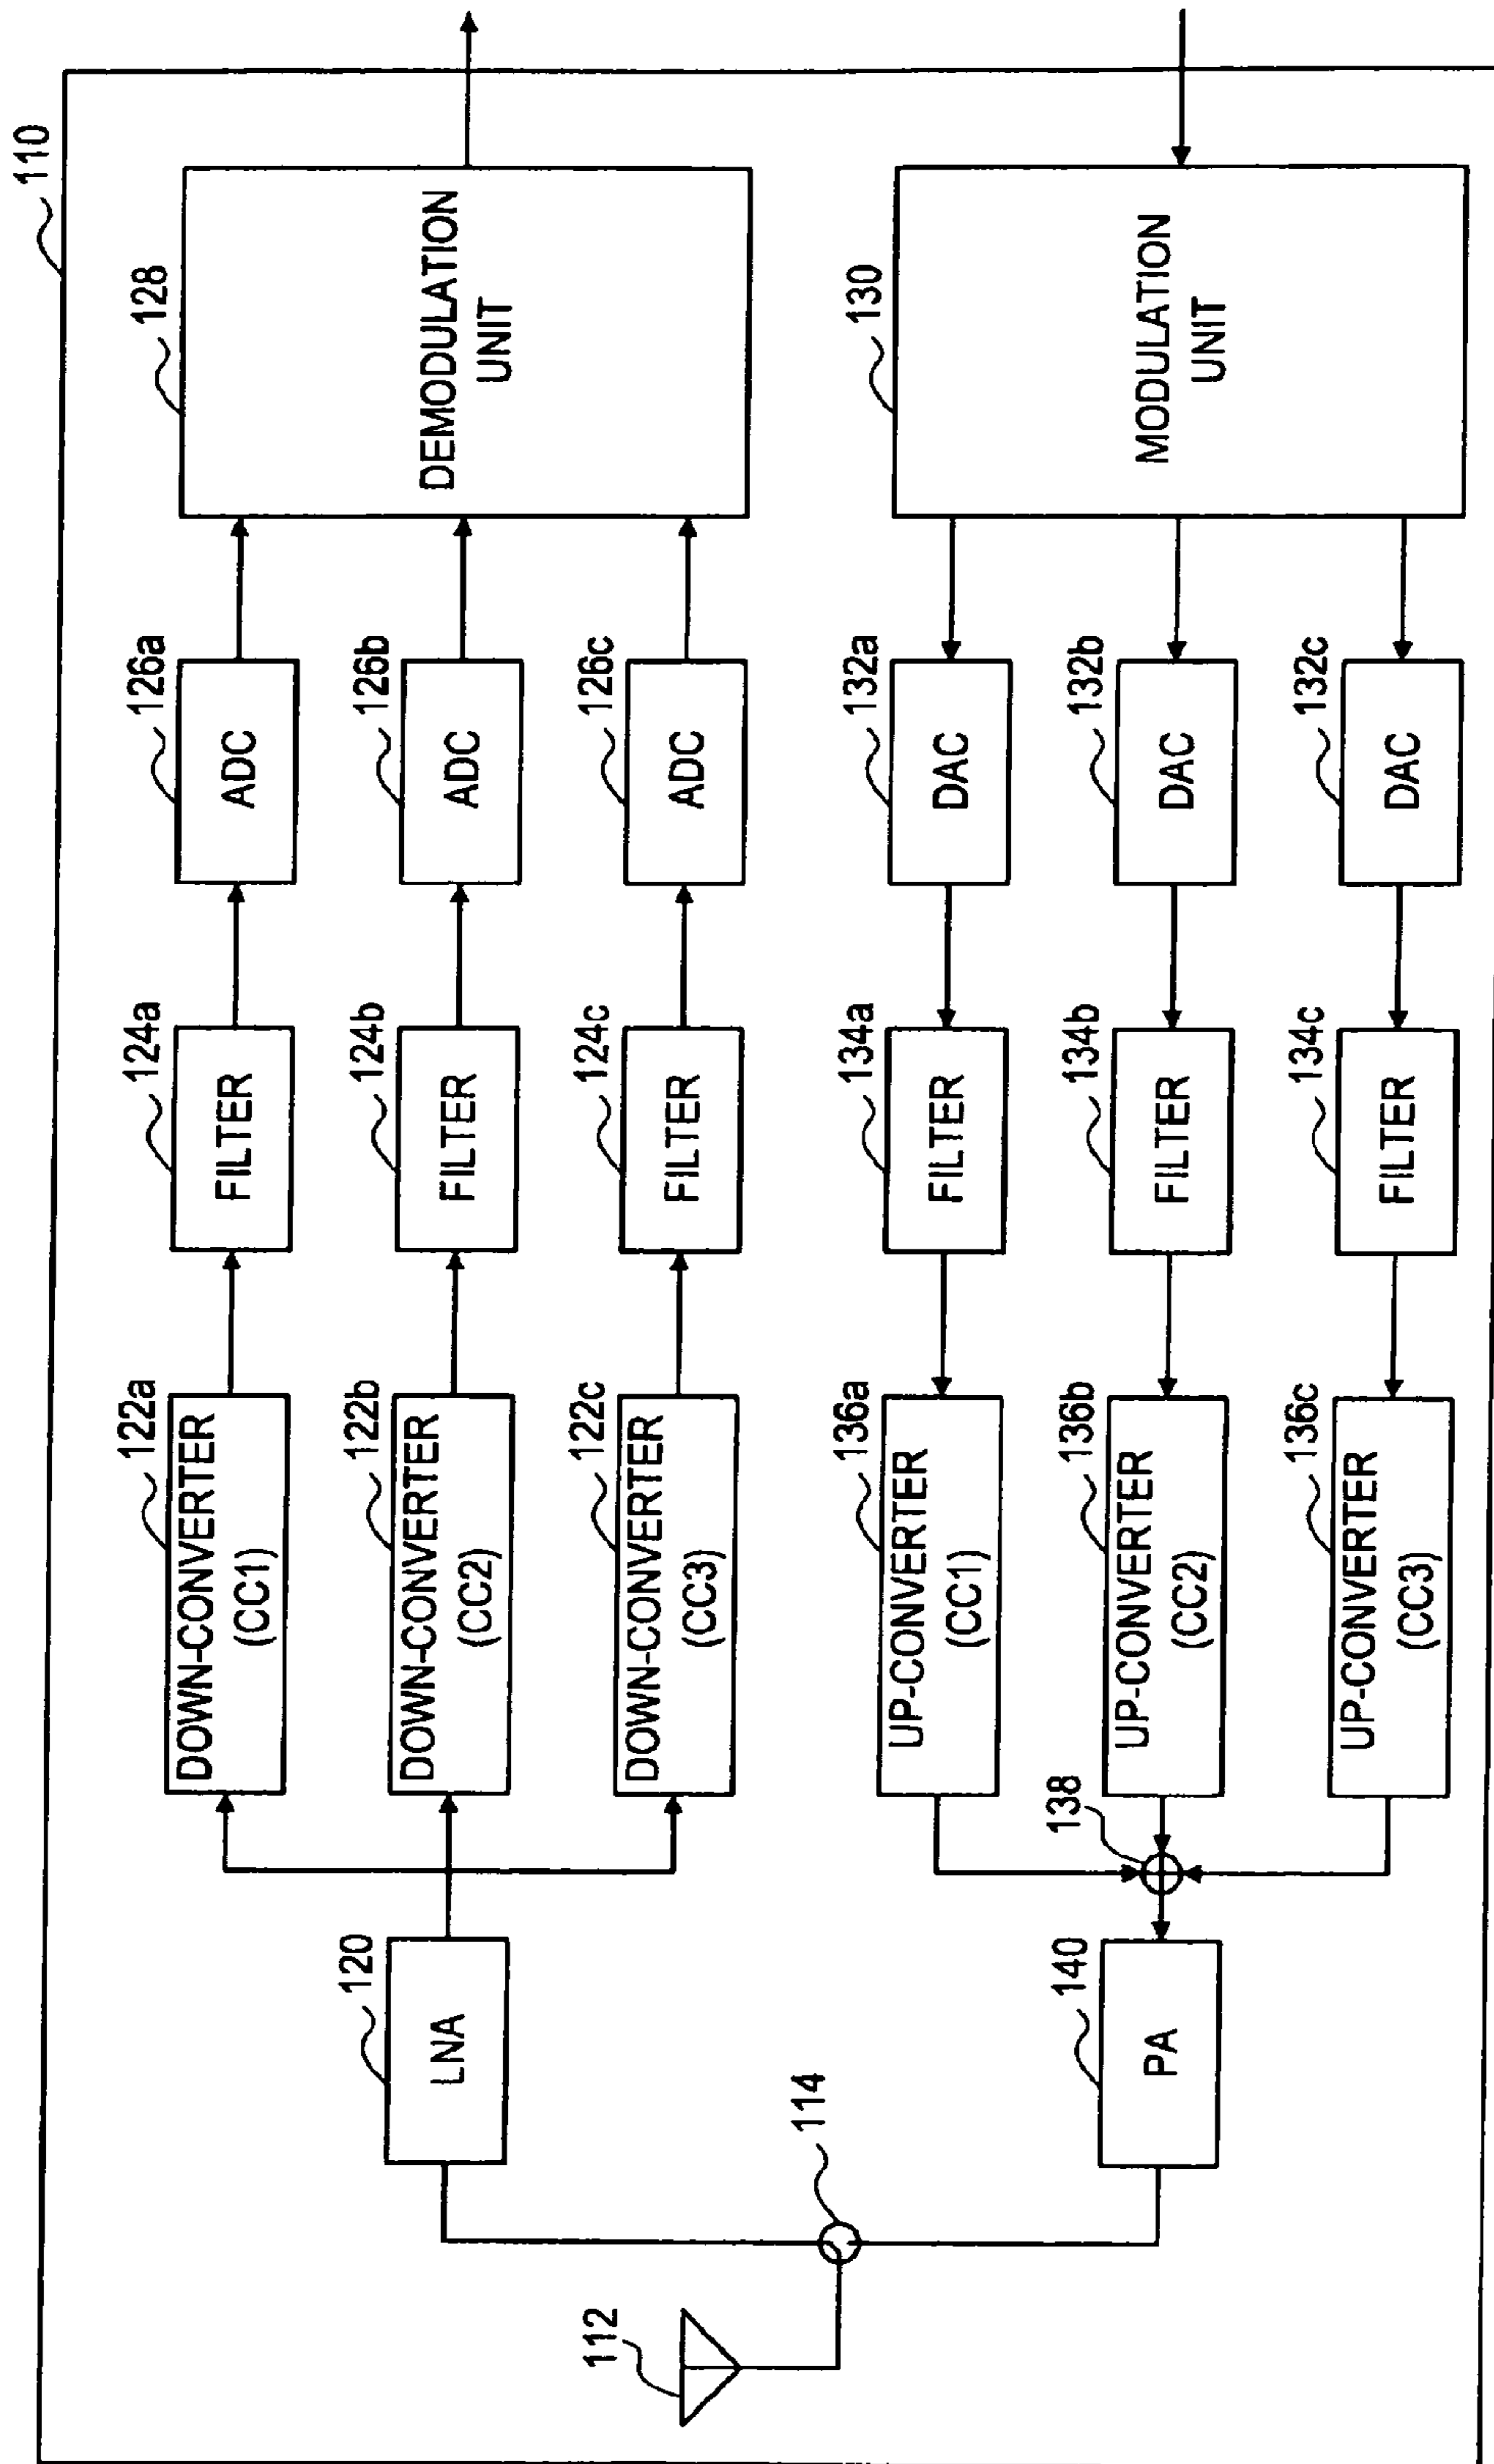 110
128
DEMODULATION
UNIT
130
MODULATION
UNIT
126a
ADC
126b
ADC
126c
ADC
132a
DAC
132b
DAC
132c
DAC
124a
FILTER
124b
FILTER
124c
FILTER
134a
FILTER
134b
FILTER
134c
FILTER
122a
DOWN-CONVERTER
(CC1)
122b
DOWN-CONVERTER
(CC2)
122c
DOWN-CONVERTER
(CC3)
136a
UP-CONVERTER
(CC1)
136b
UP-CONVERTER
(CC2)
136c
UP-CONVERTER
(CC3)
138
120
LNA
140
PA
114
112